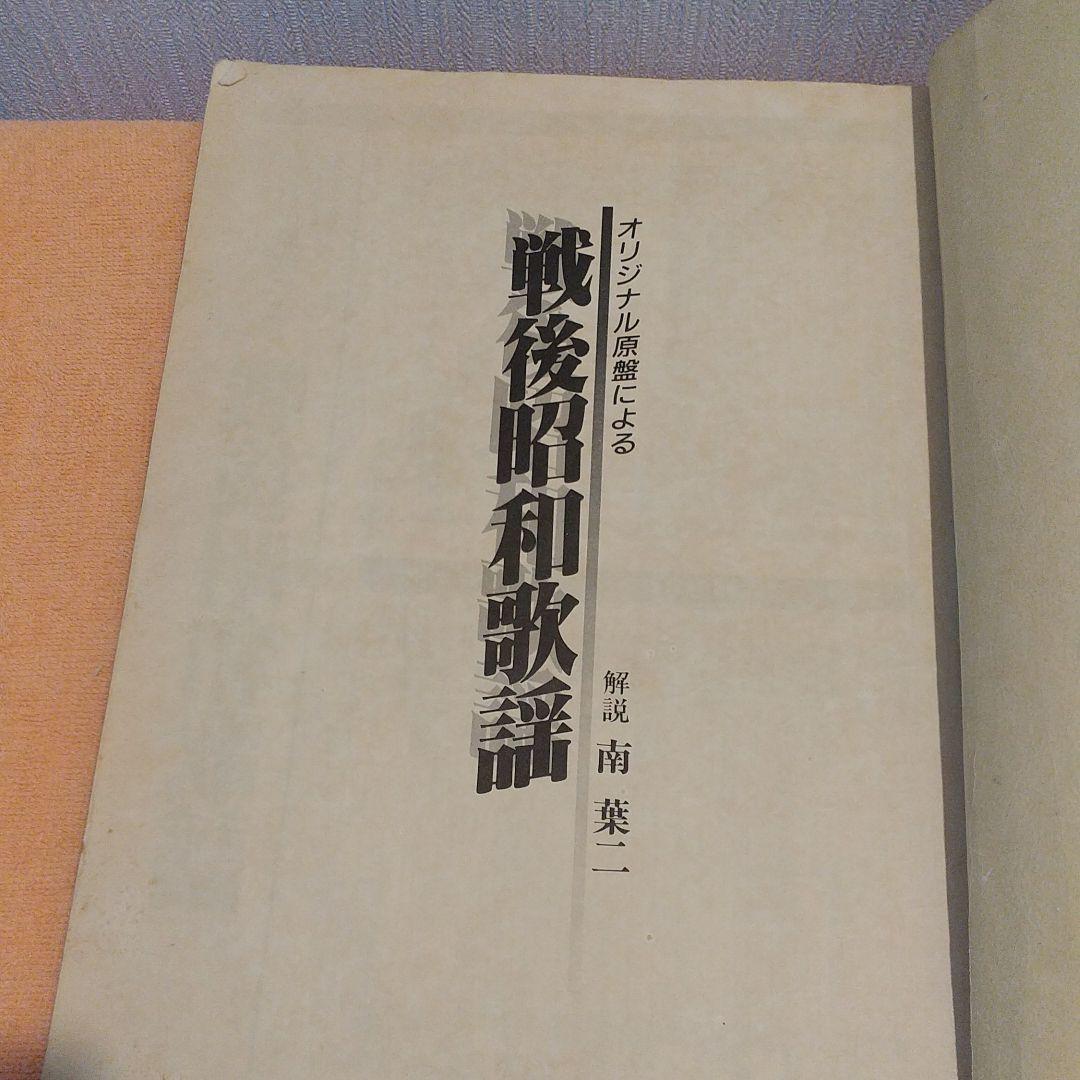 オリジナル原盤による
戦後昭和歌謡
解説 南 葉二